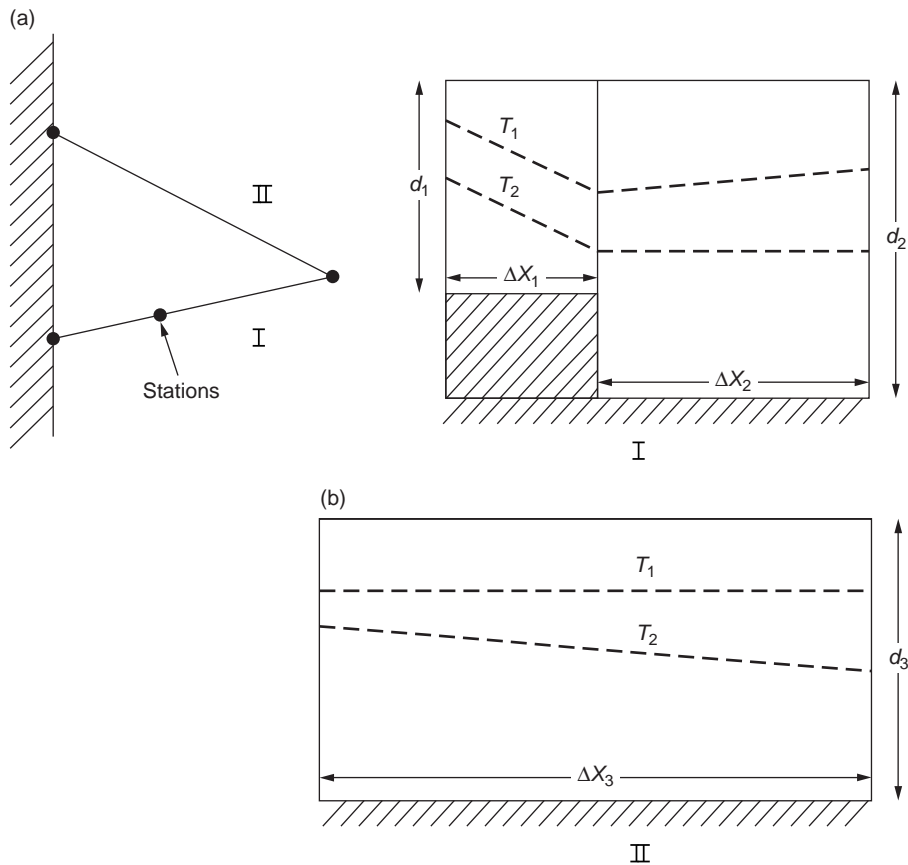 (a)
II
I
Stations
T1
T2
d1
ΔX1
ΔX2
d2
I
(b)
T1
T2
d3
ΔX3
II